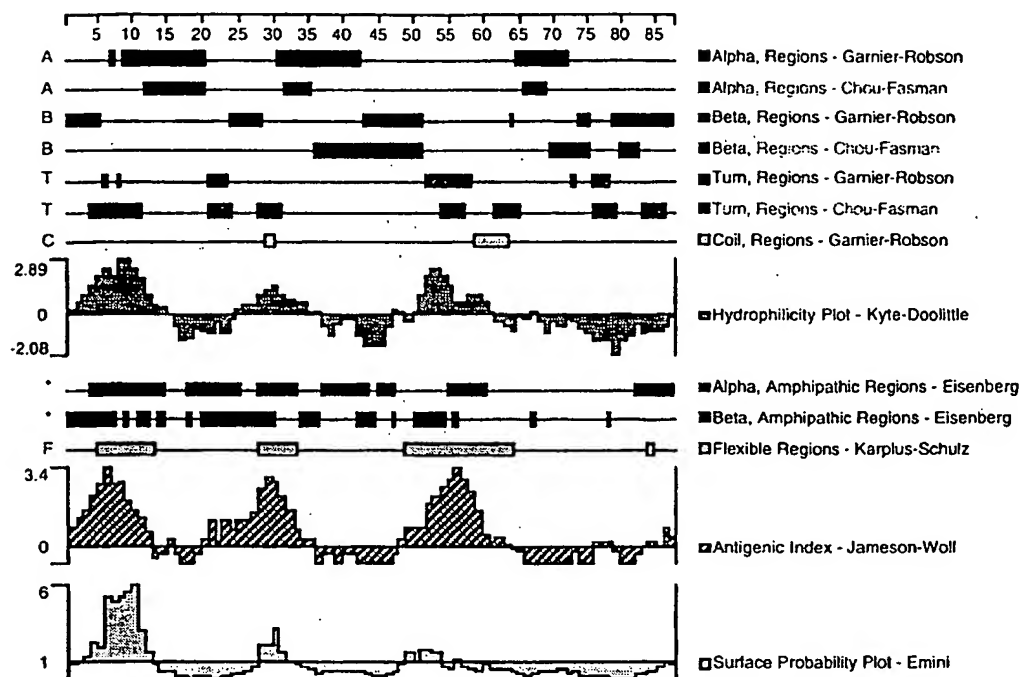 5 10 15 20 25 30 35 40 45 50 55 60 65 70 75 80 85
A Alpha, Regions - Garnier-Robson
A Alpha, Regions - Chou-Fasman
B Beta, Regions - Garnier-Robson
B Beta, Regions - Chou-Fasman
T Turn, Regions - Garnier-Robson
T Turn, Regions - Chou-Fasman
C Coil, Regions - Garnier-Robson
2.89
0 Hydrophilicity Plot - Kyte-Doolittle
-2.08
* Alpha, Amphipathic Regions - Eisenberg
* Beta, Amphipathic Regions - Eisenberg
F Flexible Regions - Karplus-Schulz
3.4
0 Antigenic Index - Jameson-Wolf
6
1 Surface Probability Plot - Emini